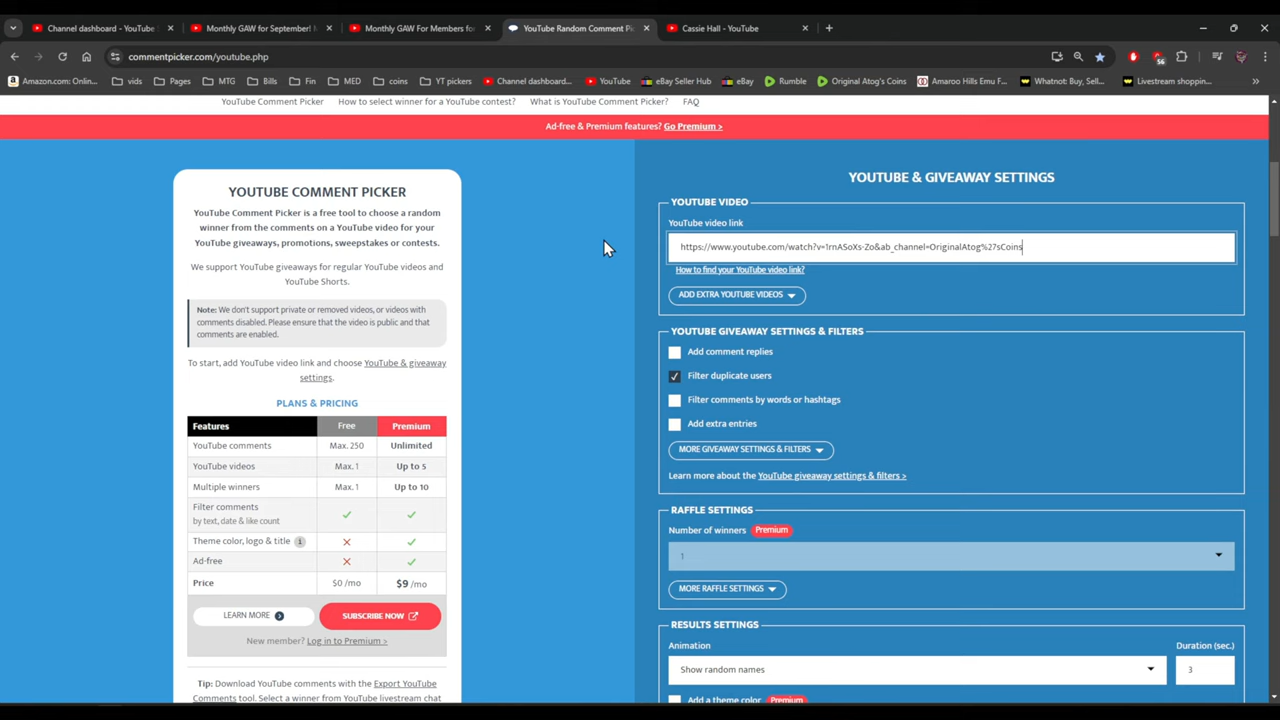 Channel dashboard - YouTube
Monthly GAW for September!
Monthly GAW For Members for
YouTube Random Comment Pi
Cassie Hall - YouTube
commentpicker.com/youtube.php
56
Amazon.com: Onlin...
vids
Pages
MTG
Bills
Fin
MED
coins
YT pickers
Channel dashboard...
YouTube
eBay Seller Hub
eBay
Rumble
Original Atog's Coins
Amaroo Hills Emu F...
Whatnot: Buy, Sell...
Livestream shoppin...
YouTube Comment Picker
How to select winner for a YouTube contest?
What is YouTube Comment Picker?
FAQ
Ad-free & Premium features? Go Premium >
YOUTUBE COMMENT PICKER
YouTube Comment Picker is a free tool to choose a random
winner from the comments on a YouTube video for your
YouTube giveaways, promotions, sweepstakes or contests.
We support YouTube giveaways for regular YouTube videos and
YouTube Shorts.
Note: We don't support private or removed videos, or videos with
comments disabled. Please ensure that the video is public and that
comments are enabled.
To start, add YouTube video link and choose YouTube & giveaway
settings.
PLANS & PRICING
Features Free Premium
YouTube comments Max. 250 Unlimited
YouTube videos Max. 1 Up to 5
Multiple winners Max. 1 Up to 10
Filter comments
by text, date & like count
Theme color, logo & title i
Ad-free
Price $0 /mo $9 /mo
LEARN MORE
SUBSCRIBE NOW
New member? Log in to Premium >
Tip: Download YouTube comments with the Export YouTube
Comments tool. Select a winner from YouTube livestream chat
YOUTUBE & GIVEAWAY SETTINGS
YOUTUBE VIDEO
YouTube video link
https://www.youtube.com/watch?v=1rnASoXs-Zo&ab_channel=OriginalAtog%27sCoins
How to find your YouTube video link?
ADD EXTRA YOUTUBE VIDEOS
YOUTUBE GIVEAWAY SETTINGS & FILTERS
Add comment replies
Filter duplicate users
Filter comments by words or hashtags
Add extra entries
MORE GIVEAWAY SETTINGS & FILTERS
Learn more about the YouTube giveaway settings & filters >
RAFFLE SETTINGS
Number of winners Premium
1
MORE RAFFLE SETTINGS
RESULTS SETTINGS
Animation
Duration (sec.)
Show random names
3
Add a theme color Premium